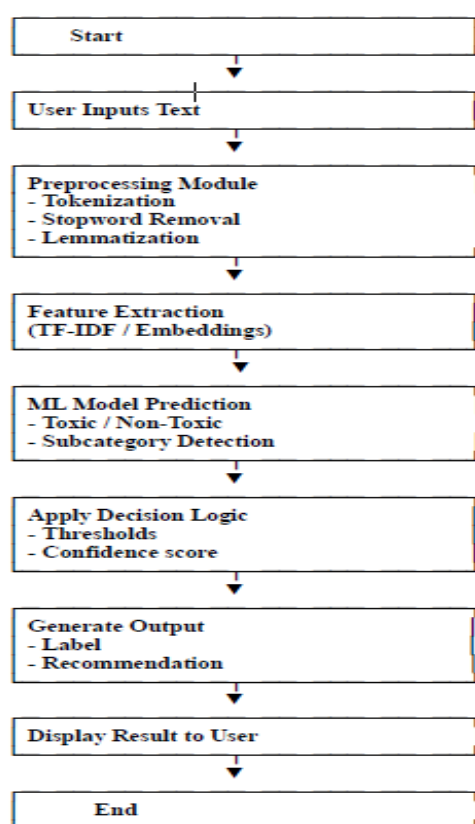 Start
User Inputs Text
Preprocessing Module
- Tokenization
- Stopword Removal
- Lemmatization
Feature Extraction
(TF-IDF / Embeddings)
ML Model Prediction
- Toxic / Non-Toxic
- Subcategory Detection
Apply Decision Logic
- Thresholds
- Confidence score
Generate Output
- Label
- Recommendation
Display Result to User
End